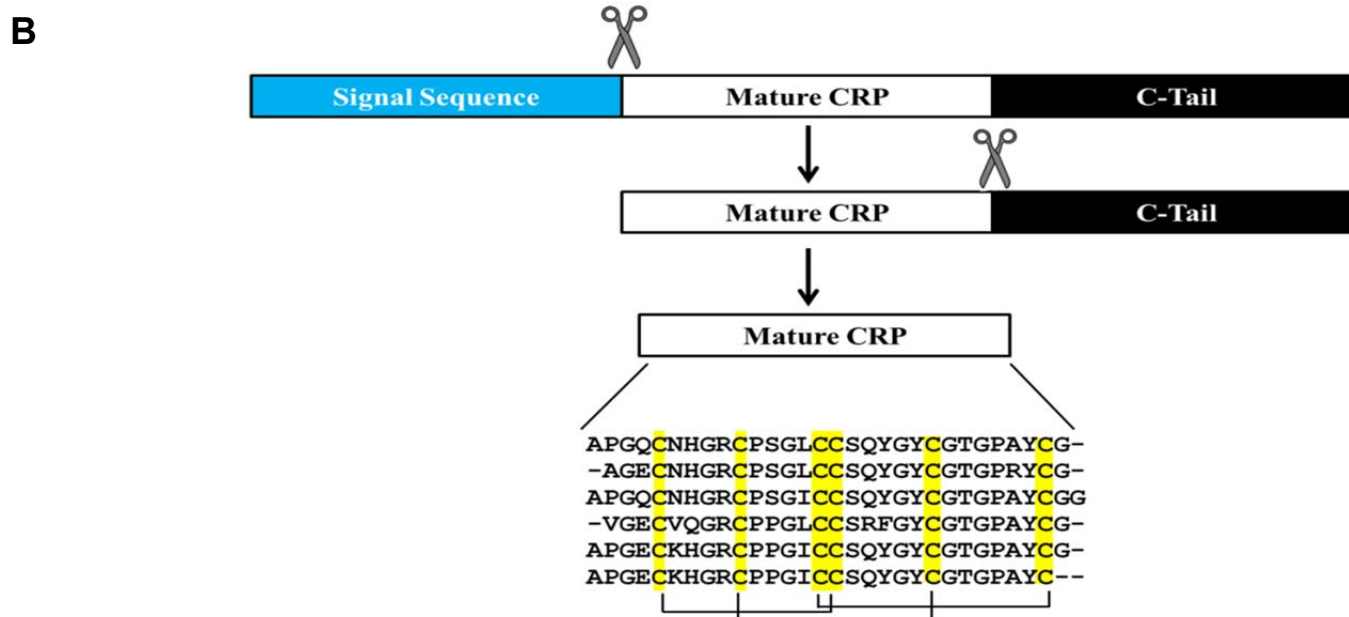 B
Signal Sequence Mature CRP C-Tail
Mature CRP C-Tail
Mature CRP
APGQCNHGRCPSGLCCSQYGYCGTGPAYCG-
-AGECNHGRCPSGLCCSQYGYCGTGPRYCG-
APGQCNHGRCPSGICCSQYGYCGTGPAYCGG
-VGECVQGRCPPGLCCSRFGYCGTGPAYCG-
APGECKHGRCPPGICCSQYGYCGTGPAYCG-
APGECKHGRCPPGICCSQYGYCGTGPAYC--